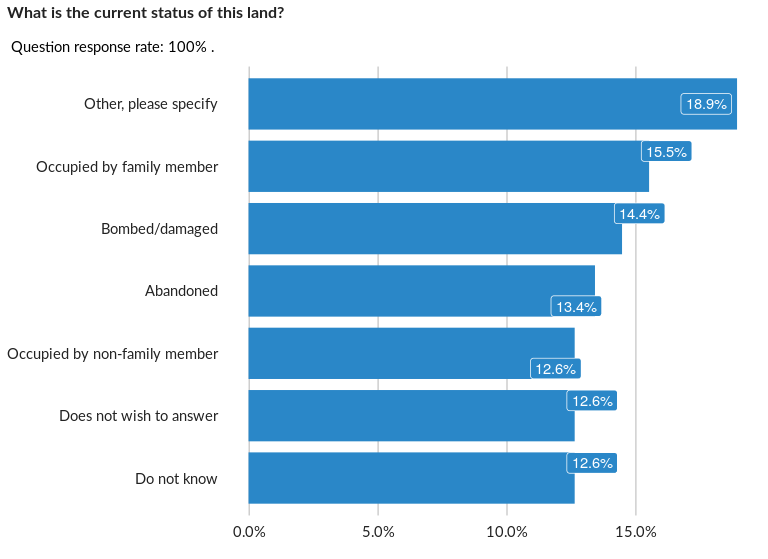 What is the current status of this land?
Question response rate: 100% .
Other, please specify
18.9%
Occupied by family member
15.5%
Bombed/damaged
14.4%
Abandoned
13.4%
Occupied by non-family member
12.6%
Does not wish to answer
12.6%
Do not know
12.6%
0.0% 5.0% 10.0% 15.0%